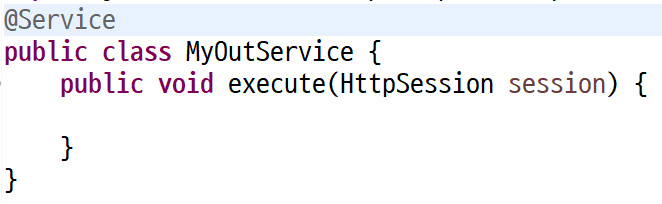 @Service
public class MyOutService {
    public void execute(HttpSession session) {
    }
}